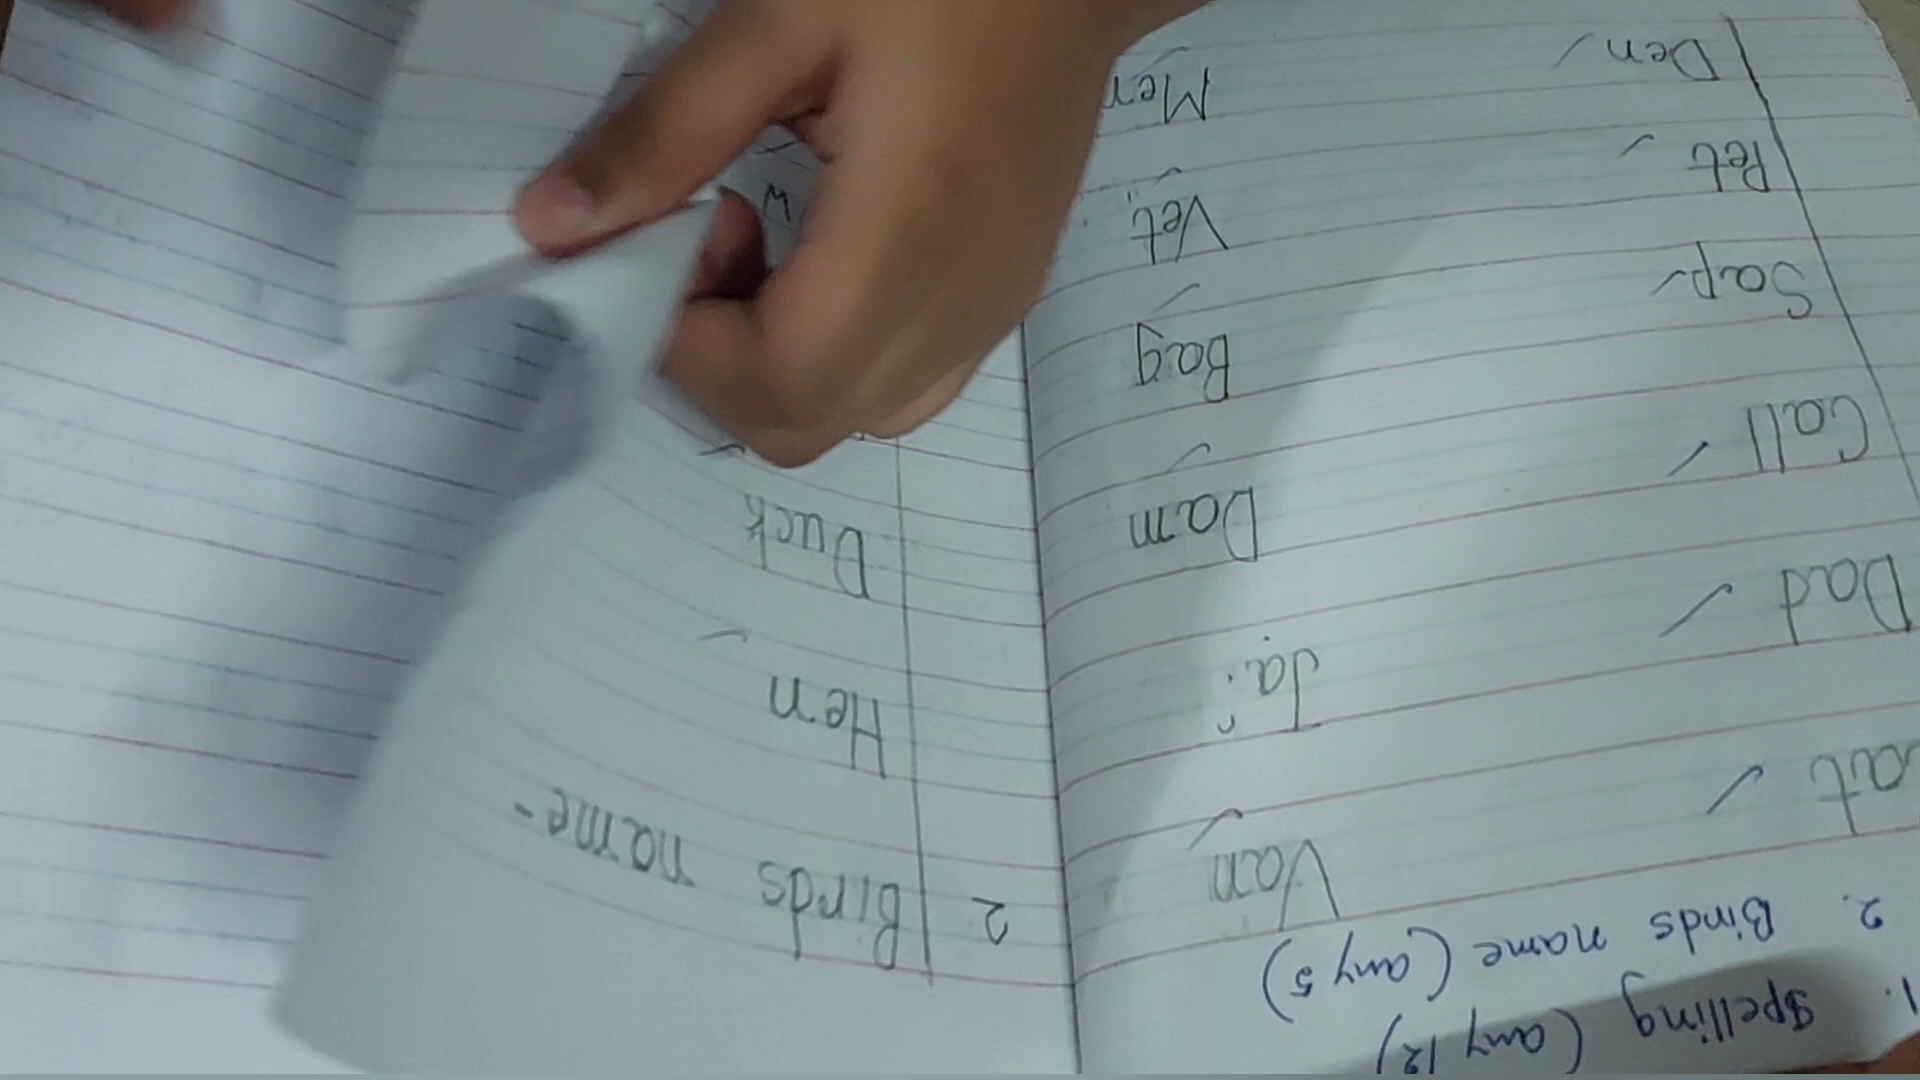 1. Spelling (any 12)
2. Birds name (any 5)
Van
Dad Jar
Call Dam
Sap Bag
Pet Vet
Den Men
2 Birds name-
Hen
Duck